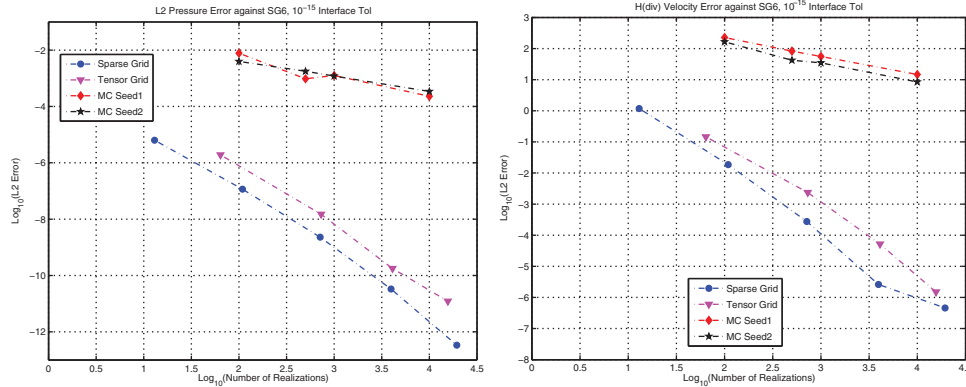 L2 Pressure Error against SG6, 10⁻¹⁵ Interface Tol
Log₁₀(L2 Error)
−2
−4
−6
−8
−10
−12
Sparse Grid
Tensor Grid
MC Seed1
MC Seed2
0 0.5 1 1.5 2 2.5 3 3.5 4 4.5
Log₁₀(Number of Realizations)
H(div) Velocity Error against SG6, 10⁻¹⁵ Interface Tol
Log₁₀(L2 Error)
3
2
1
0
−1
−2
−3
−4
−5
−6
−7
−8
Sparse Grid
Tensor Grid
MC Seed1
MC Seed2
0 0.5 1 1.5 2 2.5 3 3.5 4 4.5
Log₁₀(Number of Realizations)